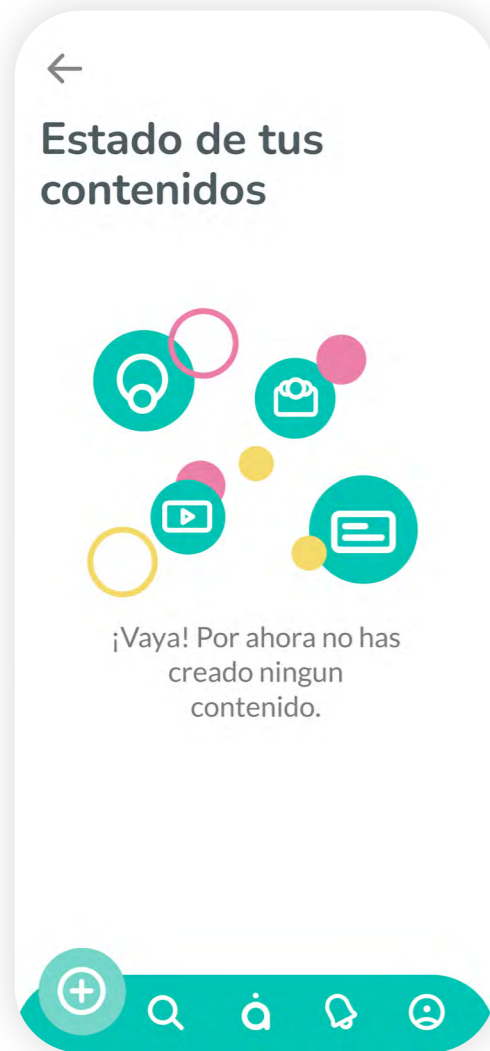 Estado de tus
contenidos
¡Vaya! Por ahora no has
creado ningun
contenido.